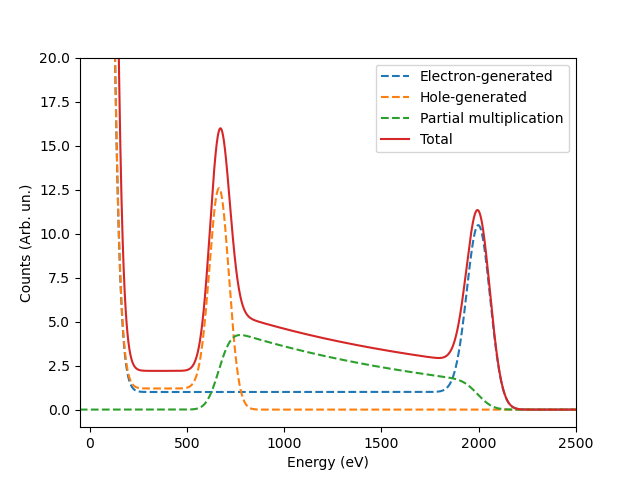 20.0
17.5
15.0
12.5
10.0
7.5
5.0
2.5
0.0
Counts (Arb. un.)
Electron-generated
Hole-generated
Partial multiplication
Total
0
500
1000
1500
2000
2500
Energy (eV)